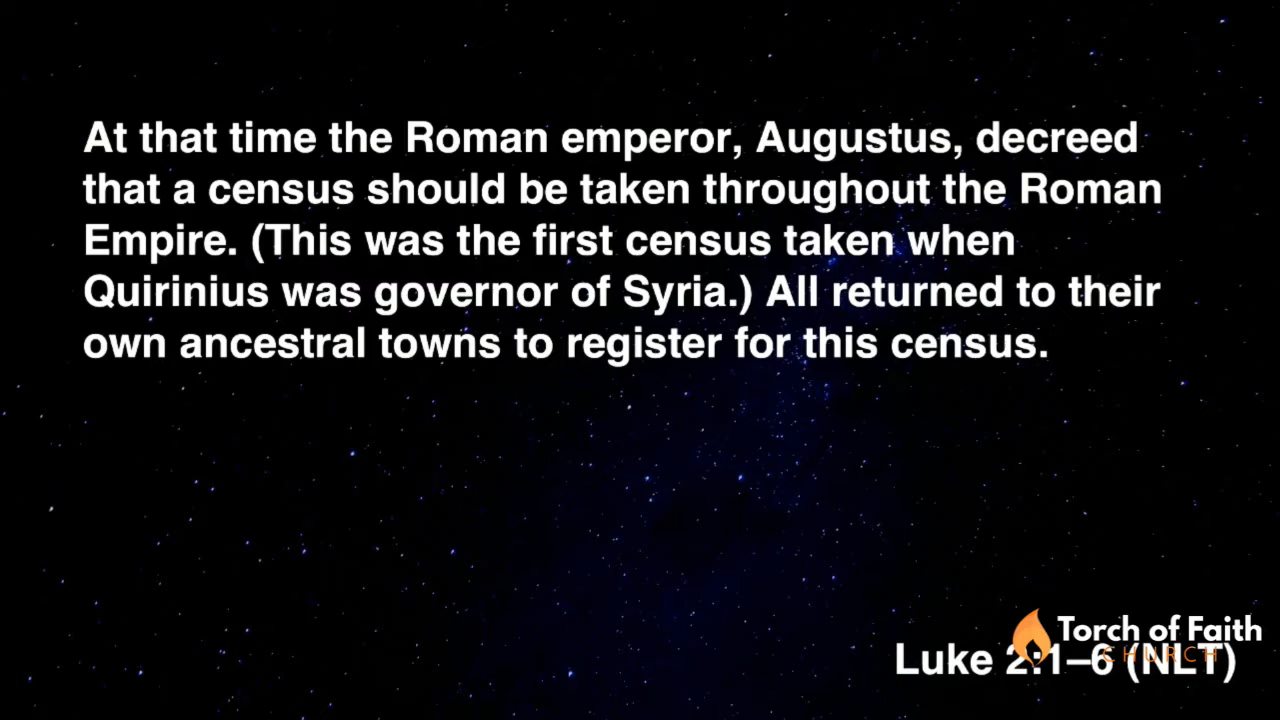 At that time the Roman emperor, Augustus, decreed
that a census should be taken throughout the Roman
Empire. (This was the first census taken when
Quirinius was governor of Syria.) All returned to their
own ancestral towns to register for this census.
Torch of Faith
CHURCH
Luke 2:1–6 (NLT)